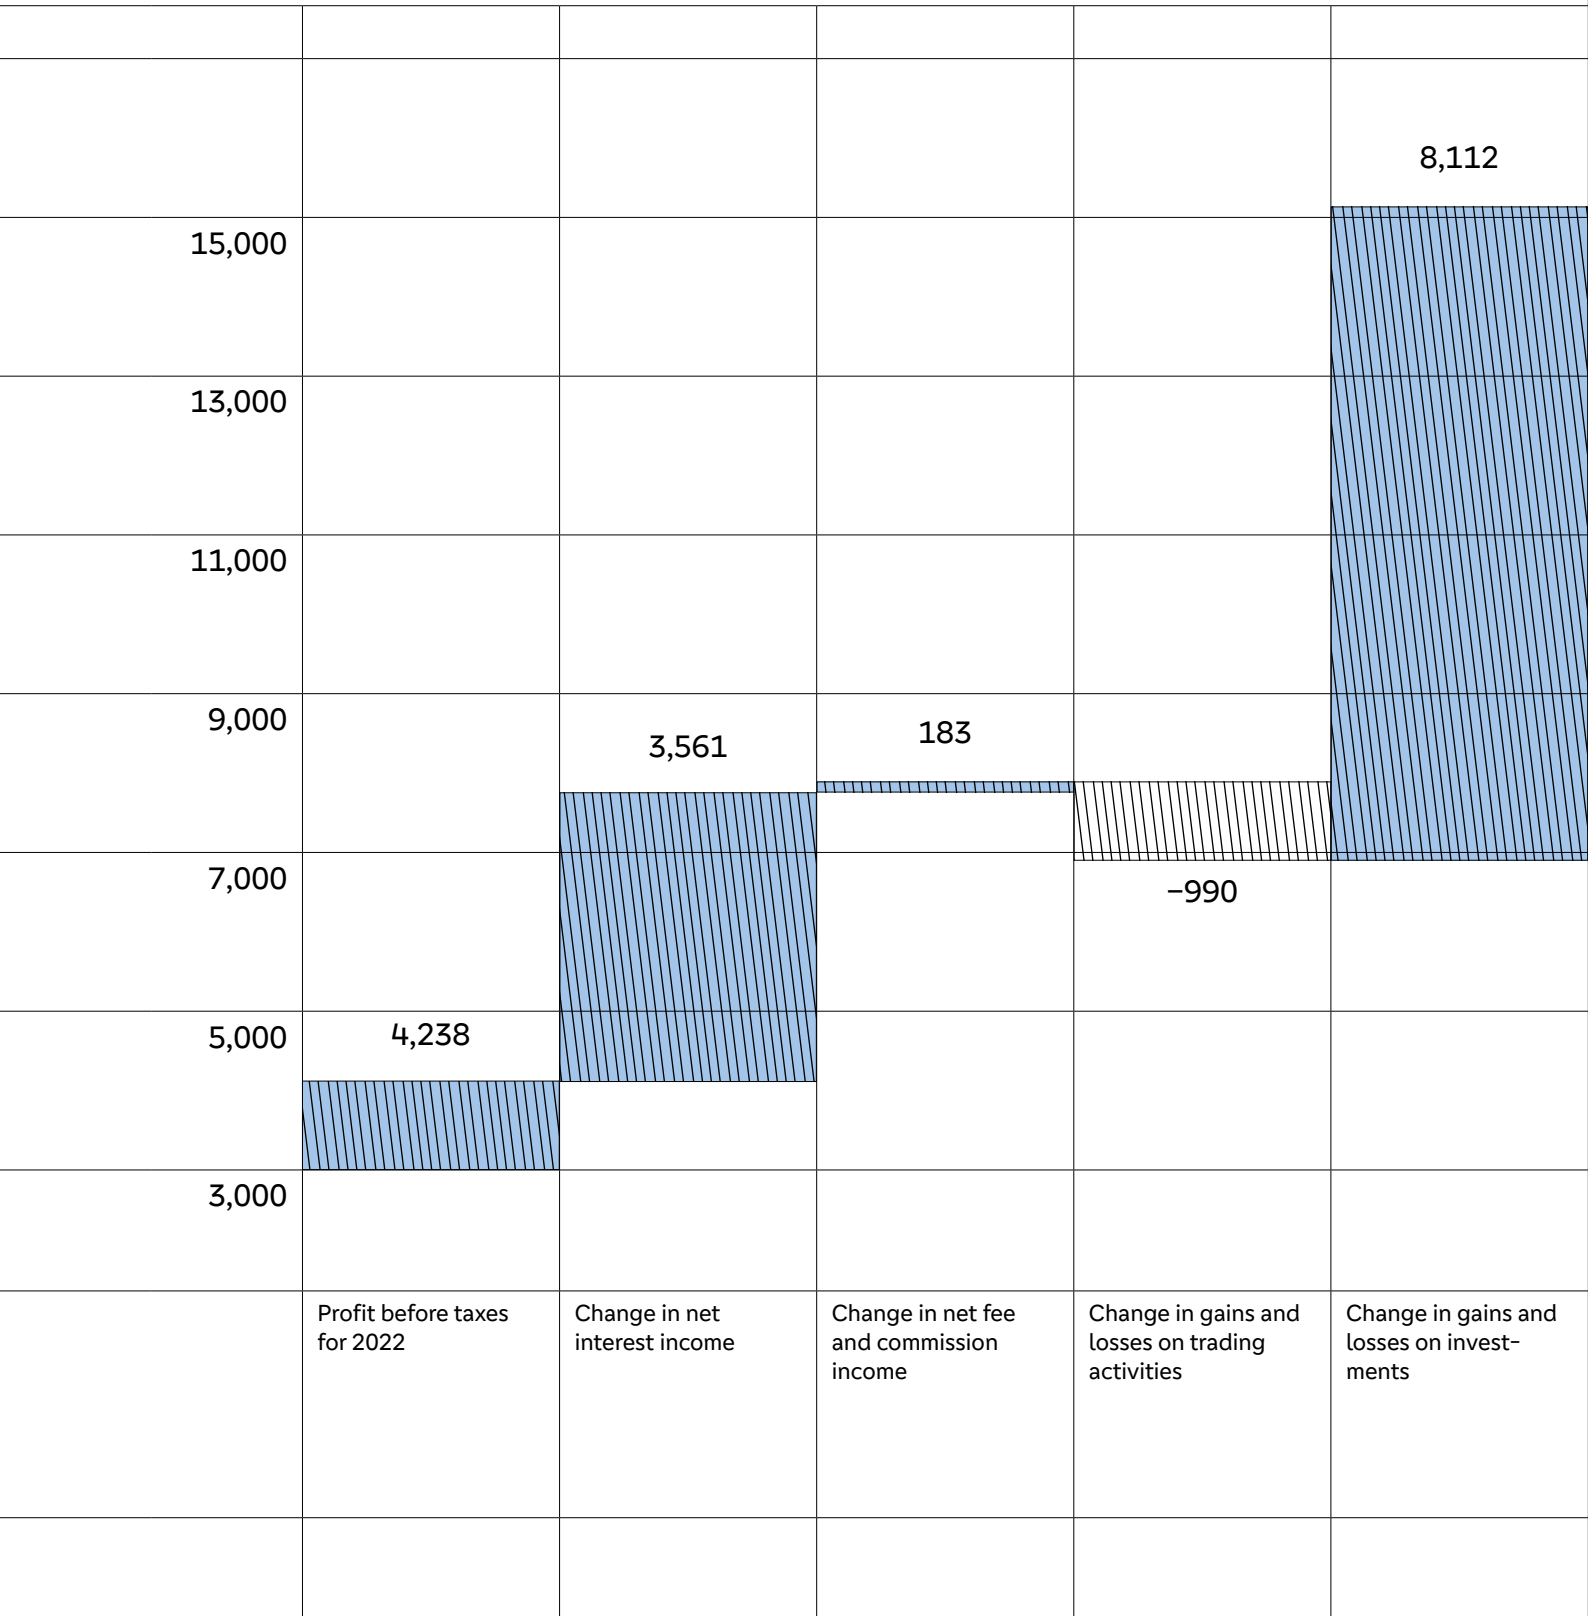 8,112
15,000
13,000
11,000
9,000
3,561
183
7,000
−990
5,000
4,238
3,000
Profit before taxes
for 2022
Change in net
interest income
Change in net fee
and commission
income
Change in gains and
losses on trading
activities
Change in gains and
losses on invest-
ments